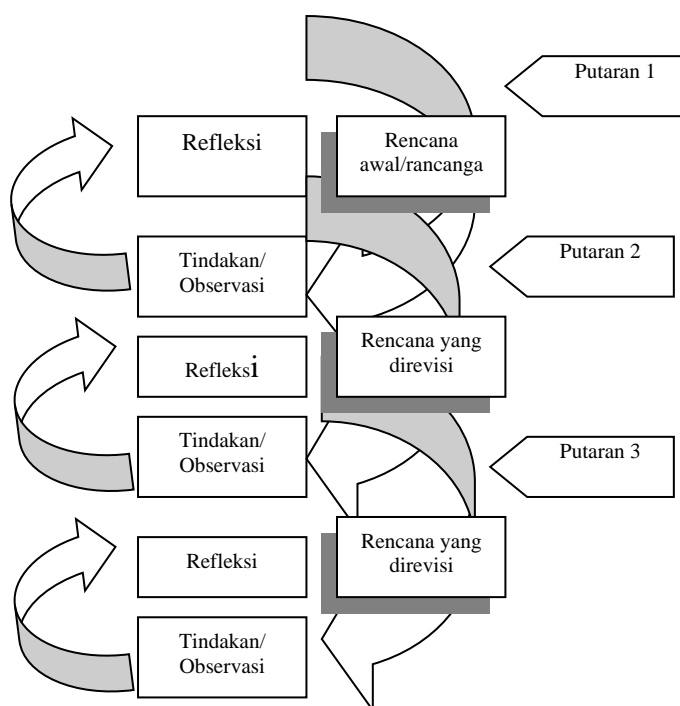 Putaran 1
Refleksi
Rencana
awal/rancanga
Tindakan/
Observasi
Putaran 2
Refleksi
Rencana yang
direvisi
Tindakan/
Observasi
Putaran 3
Refleksi
Rencana yang
direvisi
Tindakan/
Observasi